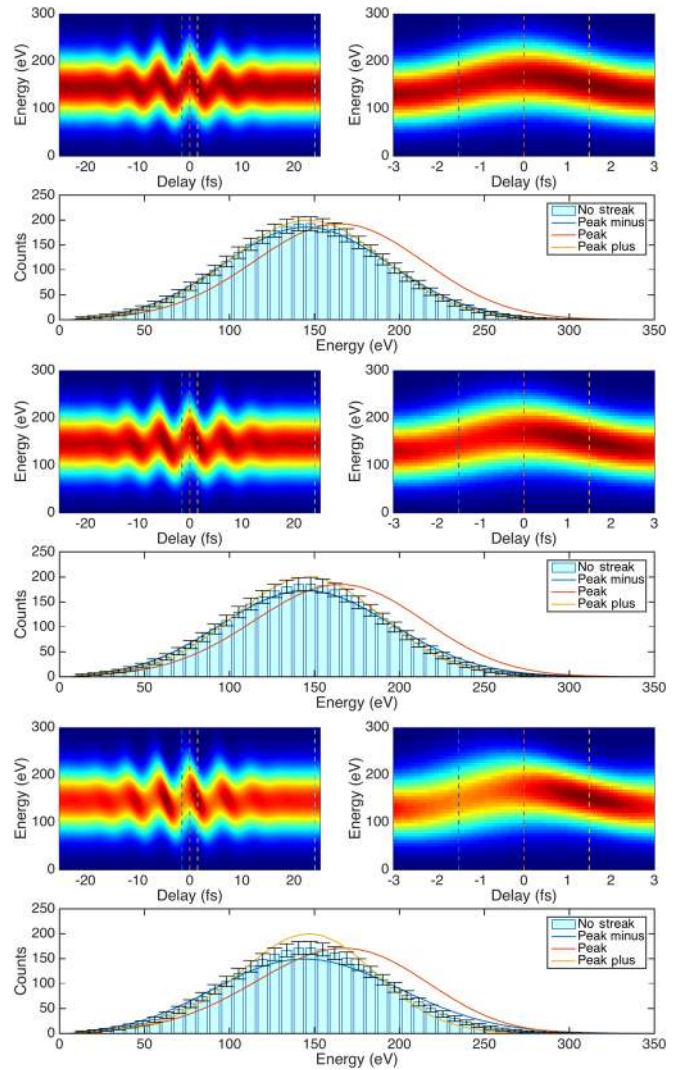 300
200
100
0
Energy (eV)
-20 -10 0 10 20
Delay (fs)
300
200
100
0
Energy (eV)
-3 -2 -1 0 1 2 3
Delay (fs)
250
200
150
100
50
0
Counts
No streak
Peak minus
Peak
Peak plus
0 50 100 150 200 250 300 350
Energy (eV)
300
200
100
0
Energy (eV)
-20 -10 0 10 20
Delay (fs)
300
200
100
0
Energy (eV)
-3 -2 -1 0 1 2 3
Delay (fs)
250
200
150
100
50
0
Counts
No streak
Peak minus
Peak
Peak plus
0 50 100 150 200 250 300 350
Energy (eV)
300
200
100
0
Energy (eV)
-20 -10 0 10 20
Delay (fs)
300
200
100
0
Energy (eV)
-3 -2 -1 0 1 2 3
Delay (fs)
250
200
150
100
50
0
Counts
No streak
Peak minus
Peak
Peak plus
0 50 100 150 200 250 300 350
Energy (eV)